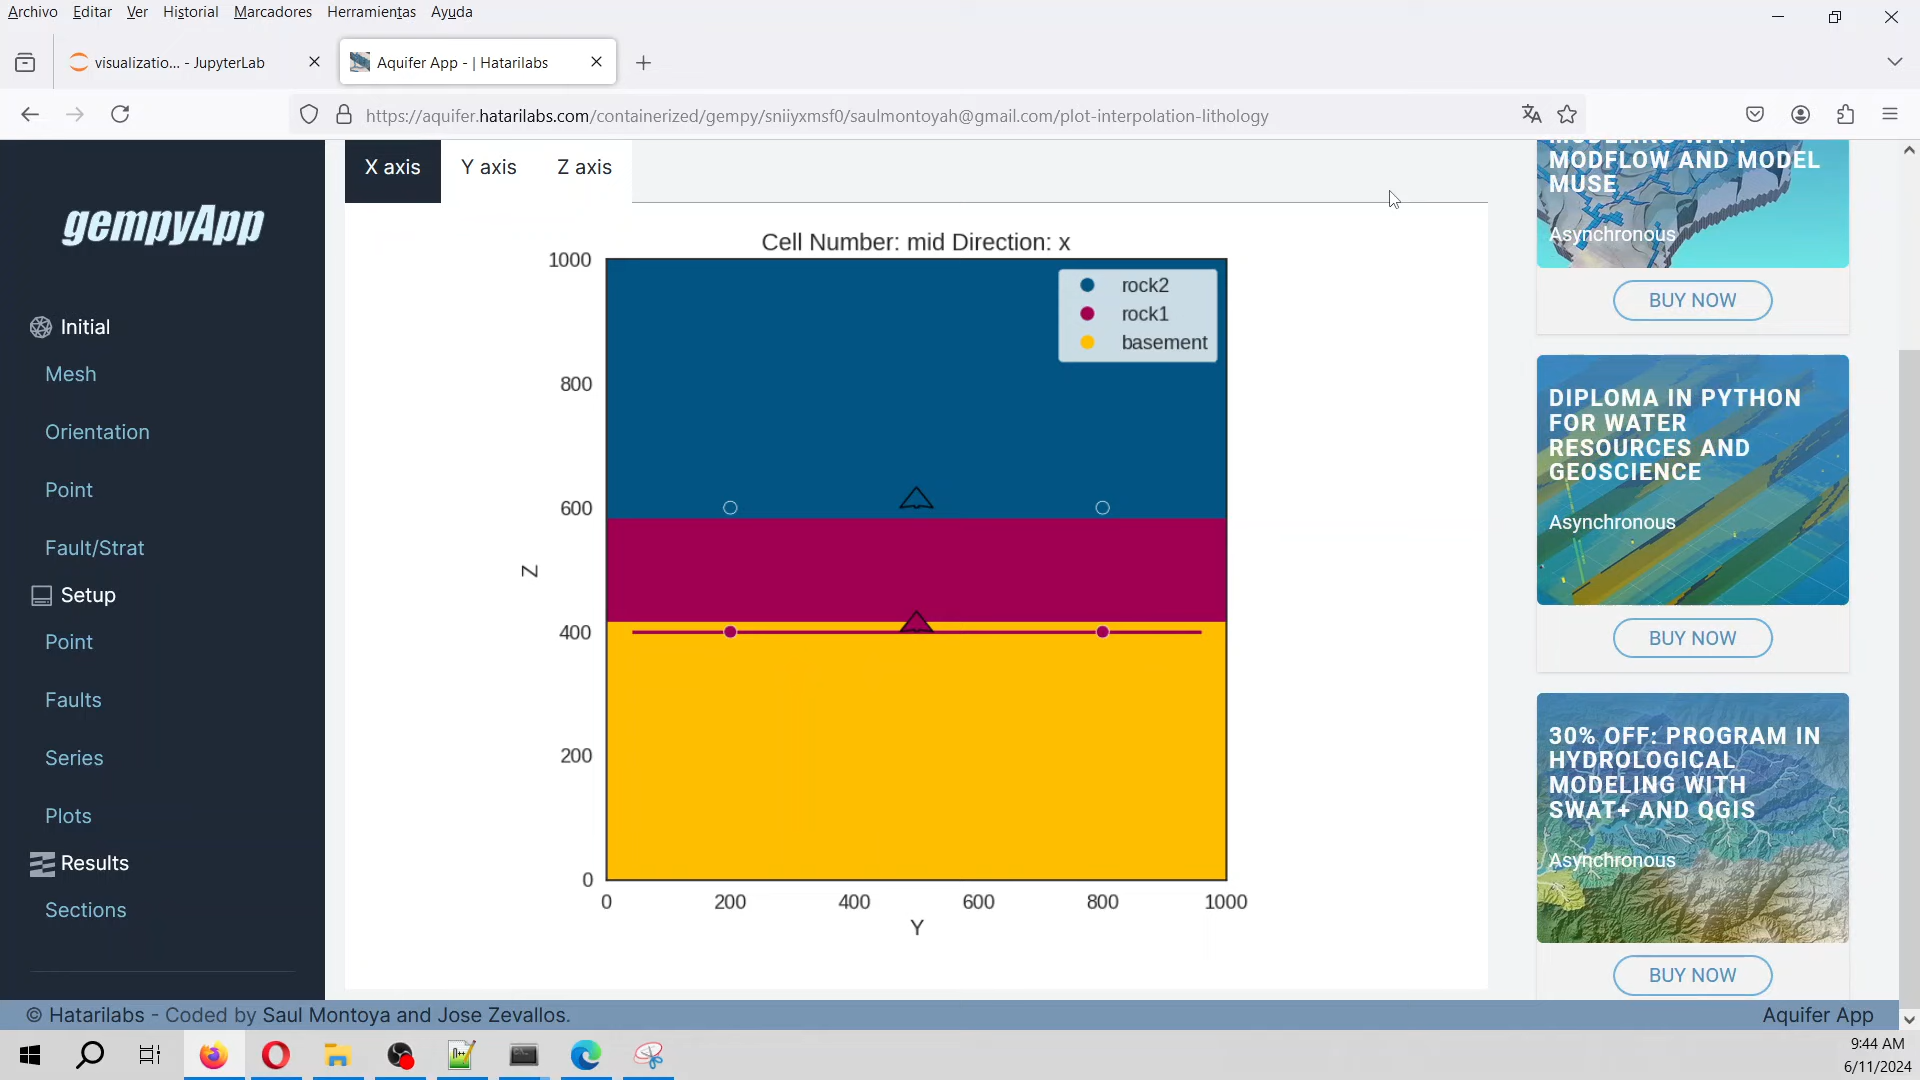 Archivo Editar Ver Historial Marcadores Herramientas Ayuda
visualizatio... - JupyterLab
Aquifer App - | Hatarilabs
https://aquifer.hatarilabs.com/containerized/gempy/sniiyxmsf0/saulmontoyah@gmail.com/plot-interpolation-lithology
gempyApp
Initial
Mesh
Orientation
Point
Fault/Strat
Setup
Point
Faults
Series
Plots
Results
Sections
X axis Y axis Z axis
Cell Number: mid Direction: x
rock2
rock1
basement
1000
800
600
400
200
0
Z
0 200 400 600 800 1000
Y
MODELING WITH
MODFLOW AND MODEL
MUSE
Asynchronous
BUY NOW
DIPLOMA IN PYTHON
FOR WATER
RESOURCES AND
GEOSCIENCE
Asynchronous
BUY NOW
30% OFF: PROGRAM IN
HYDROLOGICAL
MODELING WITH
SWAT+ AND QGIS
Asynchronous
BUY NOW
© Hatarilabs - Coded by Saul Montoya and Jose Zevallos.
Aquifer App
9:44 AM
6/11/2024